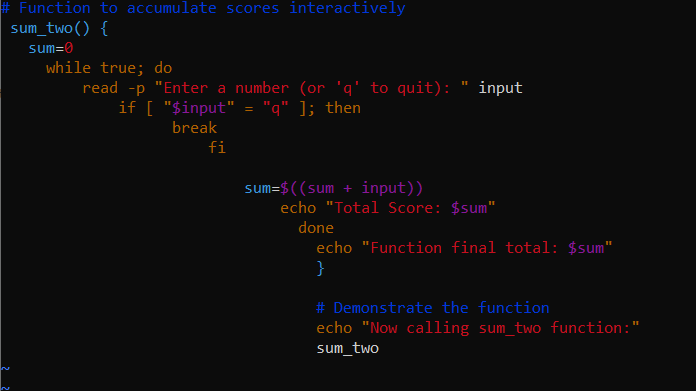 # Function to accumulate scores interactively
sum_two() {
sum=0
while true; do
read -p "Enter a number (or 'q' to quit): " input
if [ "$input" = "q" ]; then
break
fi
sum=$((sum + input))
echo "Total Score: $sum"
done
echo "Function final total: $sum"
}
# Demonstrate the function
echo "Now calling sum_two function:"
sum_two
~
~